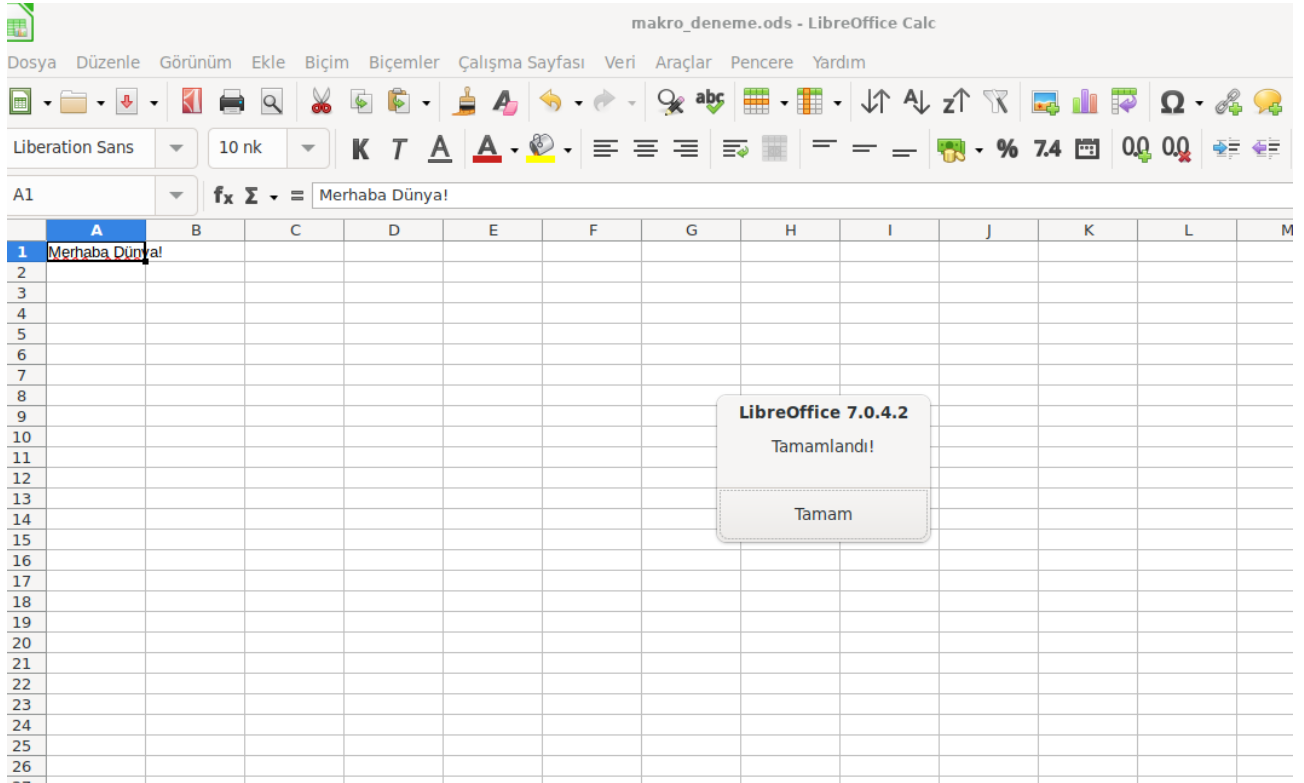 makro_deneme.ods - LibreOffice Calc
Dosya Düzenle Görünüm Ekle Biçim Biçemler Çalışma Sayfası Veri Araçlar Pencere Yardım
abc Ω
Liberation Sans 10 nk K T A A % 7.4 0.0 0.0
A1 fx Σ = Merhaba Dünya!
A B C D E F G H I J K L M
1 Merhaba Dünya!
2
3
4
5
6
7
8
9
LibreOffice 7.0.4.2
10
Tamamlandı!
11
12
13
14
Tamam
15
16
17
18
19
20
21
22
23
24
25
26